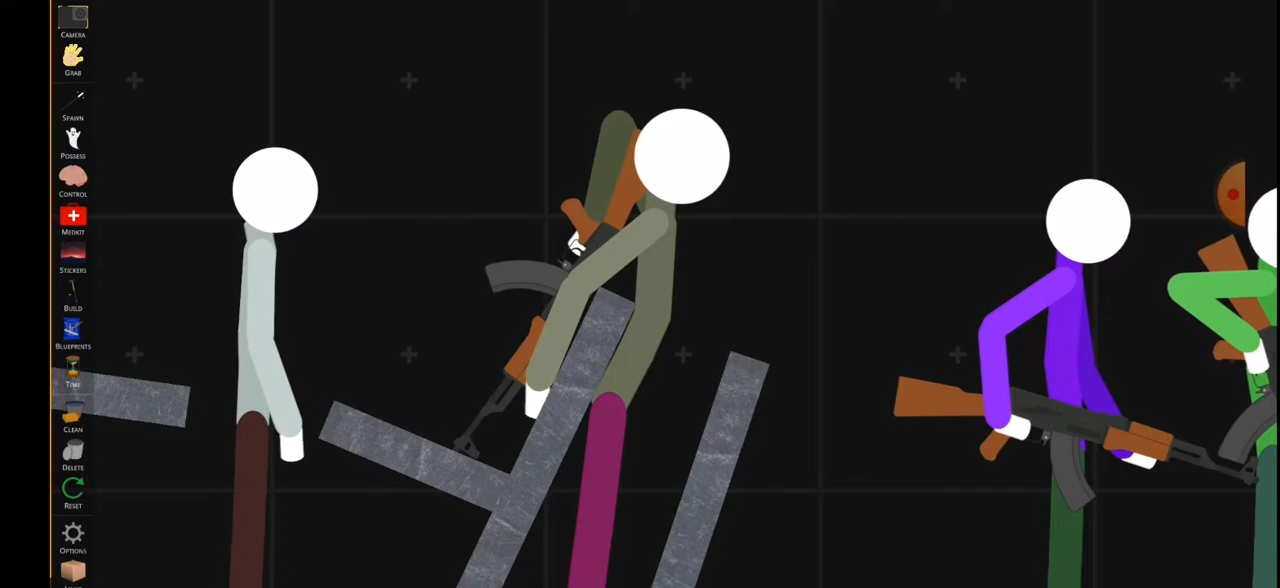 CAMERA
GRAB
SPAWN
POSSESS
CONTROL
MEDKIT
STICKERS
BUILD
BLUEPRINTS
TIME
CLEAN
DELETE
RESET
OPTIONS